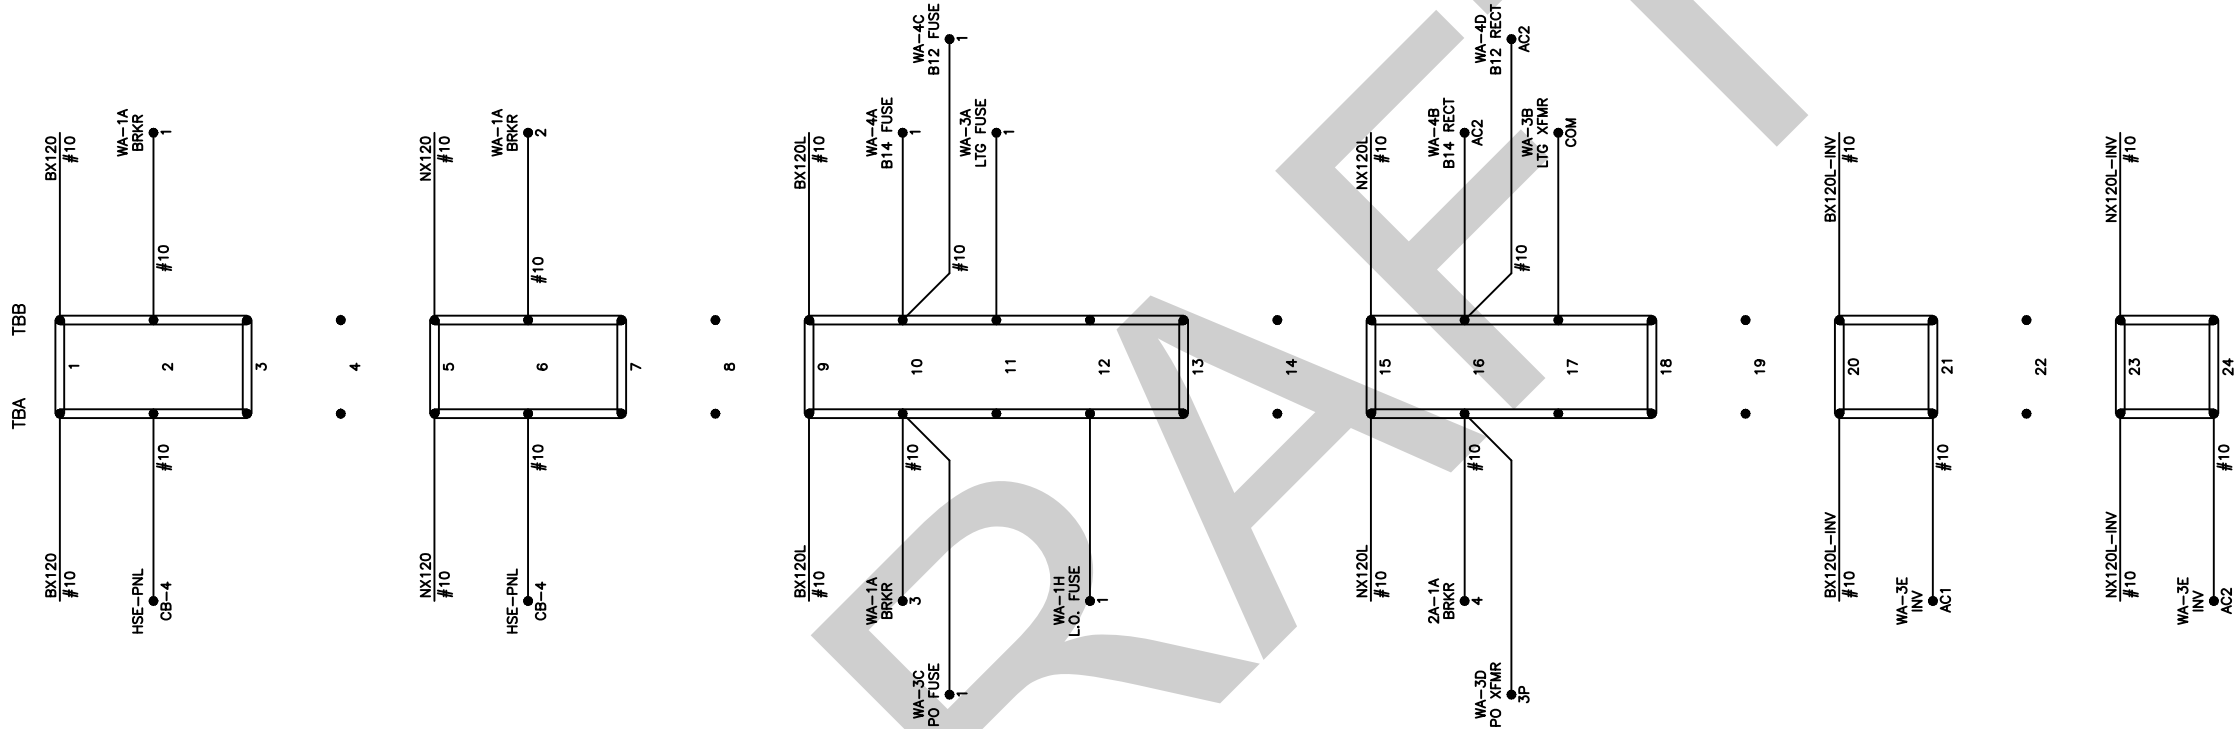 TBB
TBA
BX120
#10
WA-1A
BRKR
1
#10
1
2
3
4
BX120
#10
HSE-PNL
CB-4
#10
NX120
#10
WA-1A
BRKR
2
#10
5
6
7
8
NX120
#10
HSE-PNL
CB-4
#10
BX120L
#10
WA-4A
B14 FUSE
1
WA-4C
B12 FUSE
1
#10
WA-3A
LTG FUSE
1
9
10
11
12
13
14
BX120L
#10
WA-1A
BRKR
3
#10
WA-3C
PO FUSE
1
WA-1H
L.O. FUSE
1
NX120L
#10
WA-4B
B14 RECT
AC2
WA-4D
B12 RECT
AC2
#10
WA-3B
LTG XFMR
COM
15
16
17
18
19
NX120L
#10
2A-1A
BRKR
4
#10
WA-3D
PO XFMR
3P
BX120L-INV
#10
20
21
22
BX120L-INV
#10
WA-3E
INV
AC1
#10
NX120L-INV
#10
23
24
NX120L-INV
#10
WA-3E
INV
AC2
#10